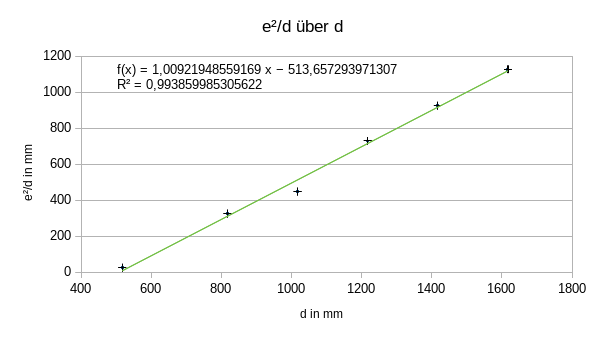 e²/d über d
f(x) = 1,00921948559169 x − 513,657293971307
R² = 0,993859985305622
1200
1000
800
600
400
200
0
e²/d in mm
400 600 800 1000 1200 1400 1600 1800
d in mm